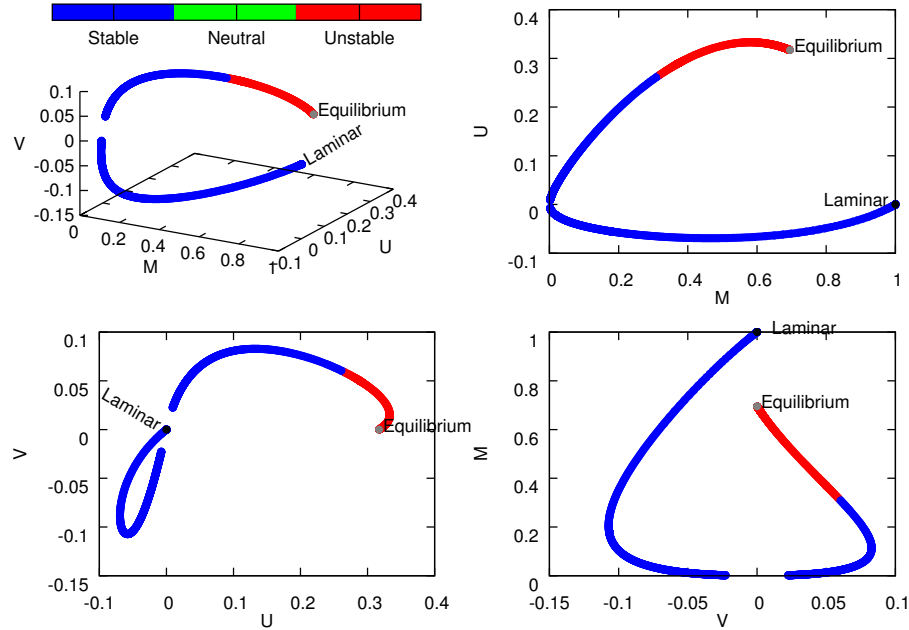 Stable Neutral Unstable
Equilibrium
Laminar
V
0.1
0.05
0
-0.05
-0.1
-0.15
0 0.2 0.4 0.6 0.8 1
M
-0.1 0 0.1 0.2 0.3 0.4
U
0.4
0.3
0.2
0.1
0
-0.1
U
Equilibrium
Laminar
0 0.2 0.4 0.6 0.8 1
M
0.1
0.05
0
-0.05
-0.1
-0.15
V
Laminar
Equilibrium
-0.1 0 0.1 0.2 0.3 0.4
U
1
0.8
0.6
0.4
0.2
0
M
Laminar
Equilibrium
-0.15 -0.1 -0.05 0 0.05 0.1
V